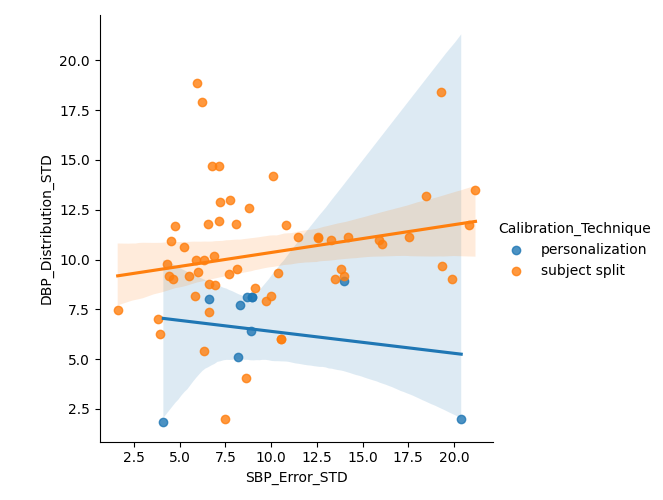 20.0
17.5
15.0
12.5
10.0
7.5
5.0
2.5
DBP_Distribution_STD
2.5 5.0 7.5 10.0 12.5 15.0 17.5 20.0
SBP_Error_STD
Calibration_Technique
personalization
subject split